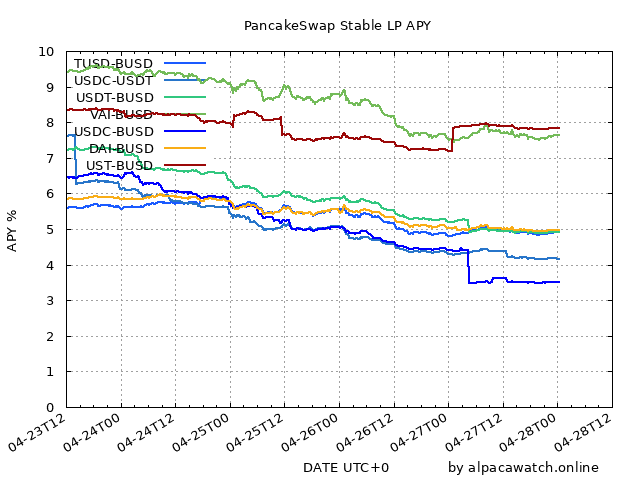 PancakeSwap Stable LP APY
10
9
8
7
6
5
4
3
2
1
0
APY %
TUSD-BUSD
USDC-USDT
USDT-BUSD
VAI-BUSD
USDC-BUSD
DAI-BUSD
UST-BUSD
04-23T12
04-24T00
04-24T12
04-25T00
04-25T12
04-26T00
04-26T12
04-27T00
04-27T12
04-28T00
04-28T12
DATE UTC+0
by alpacawatch.online